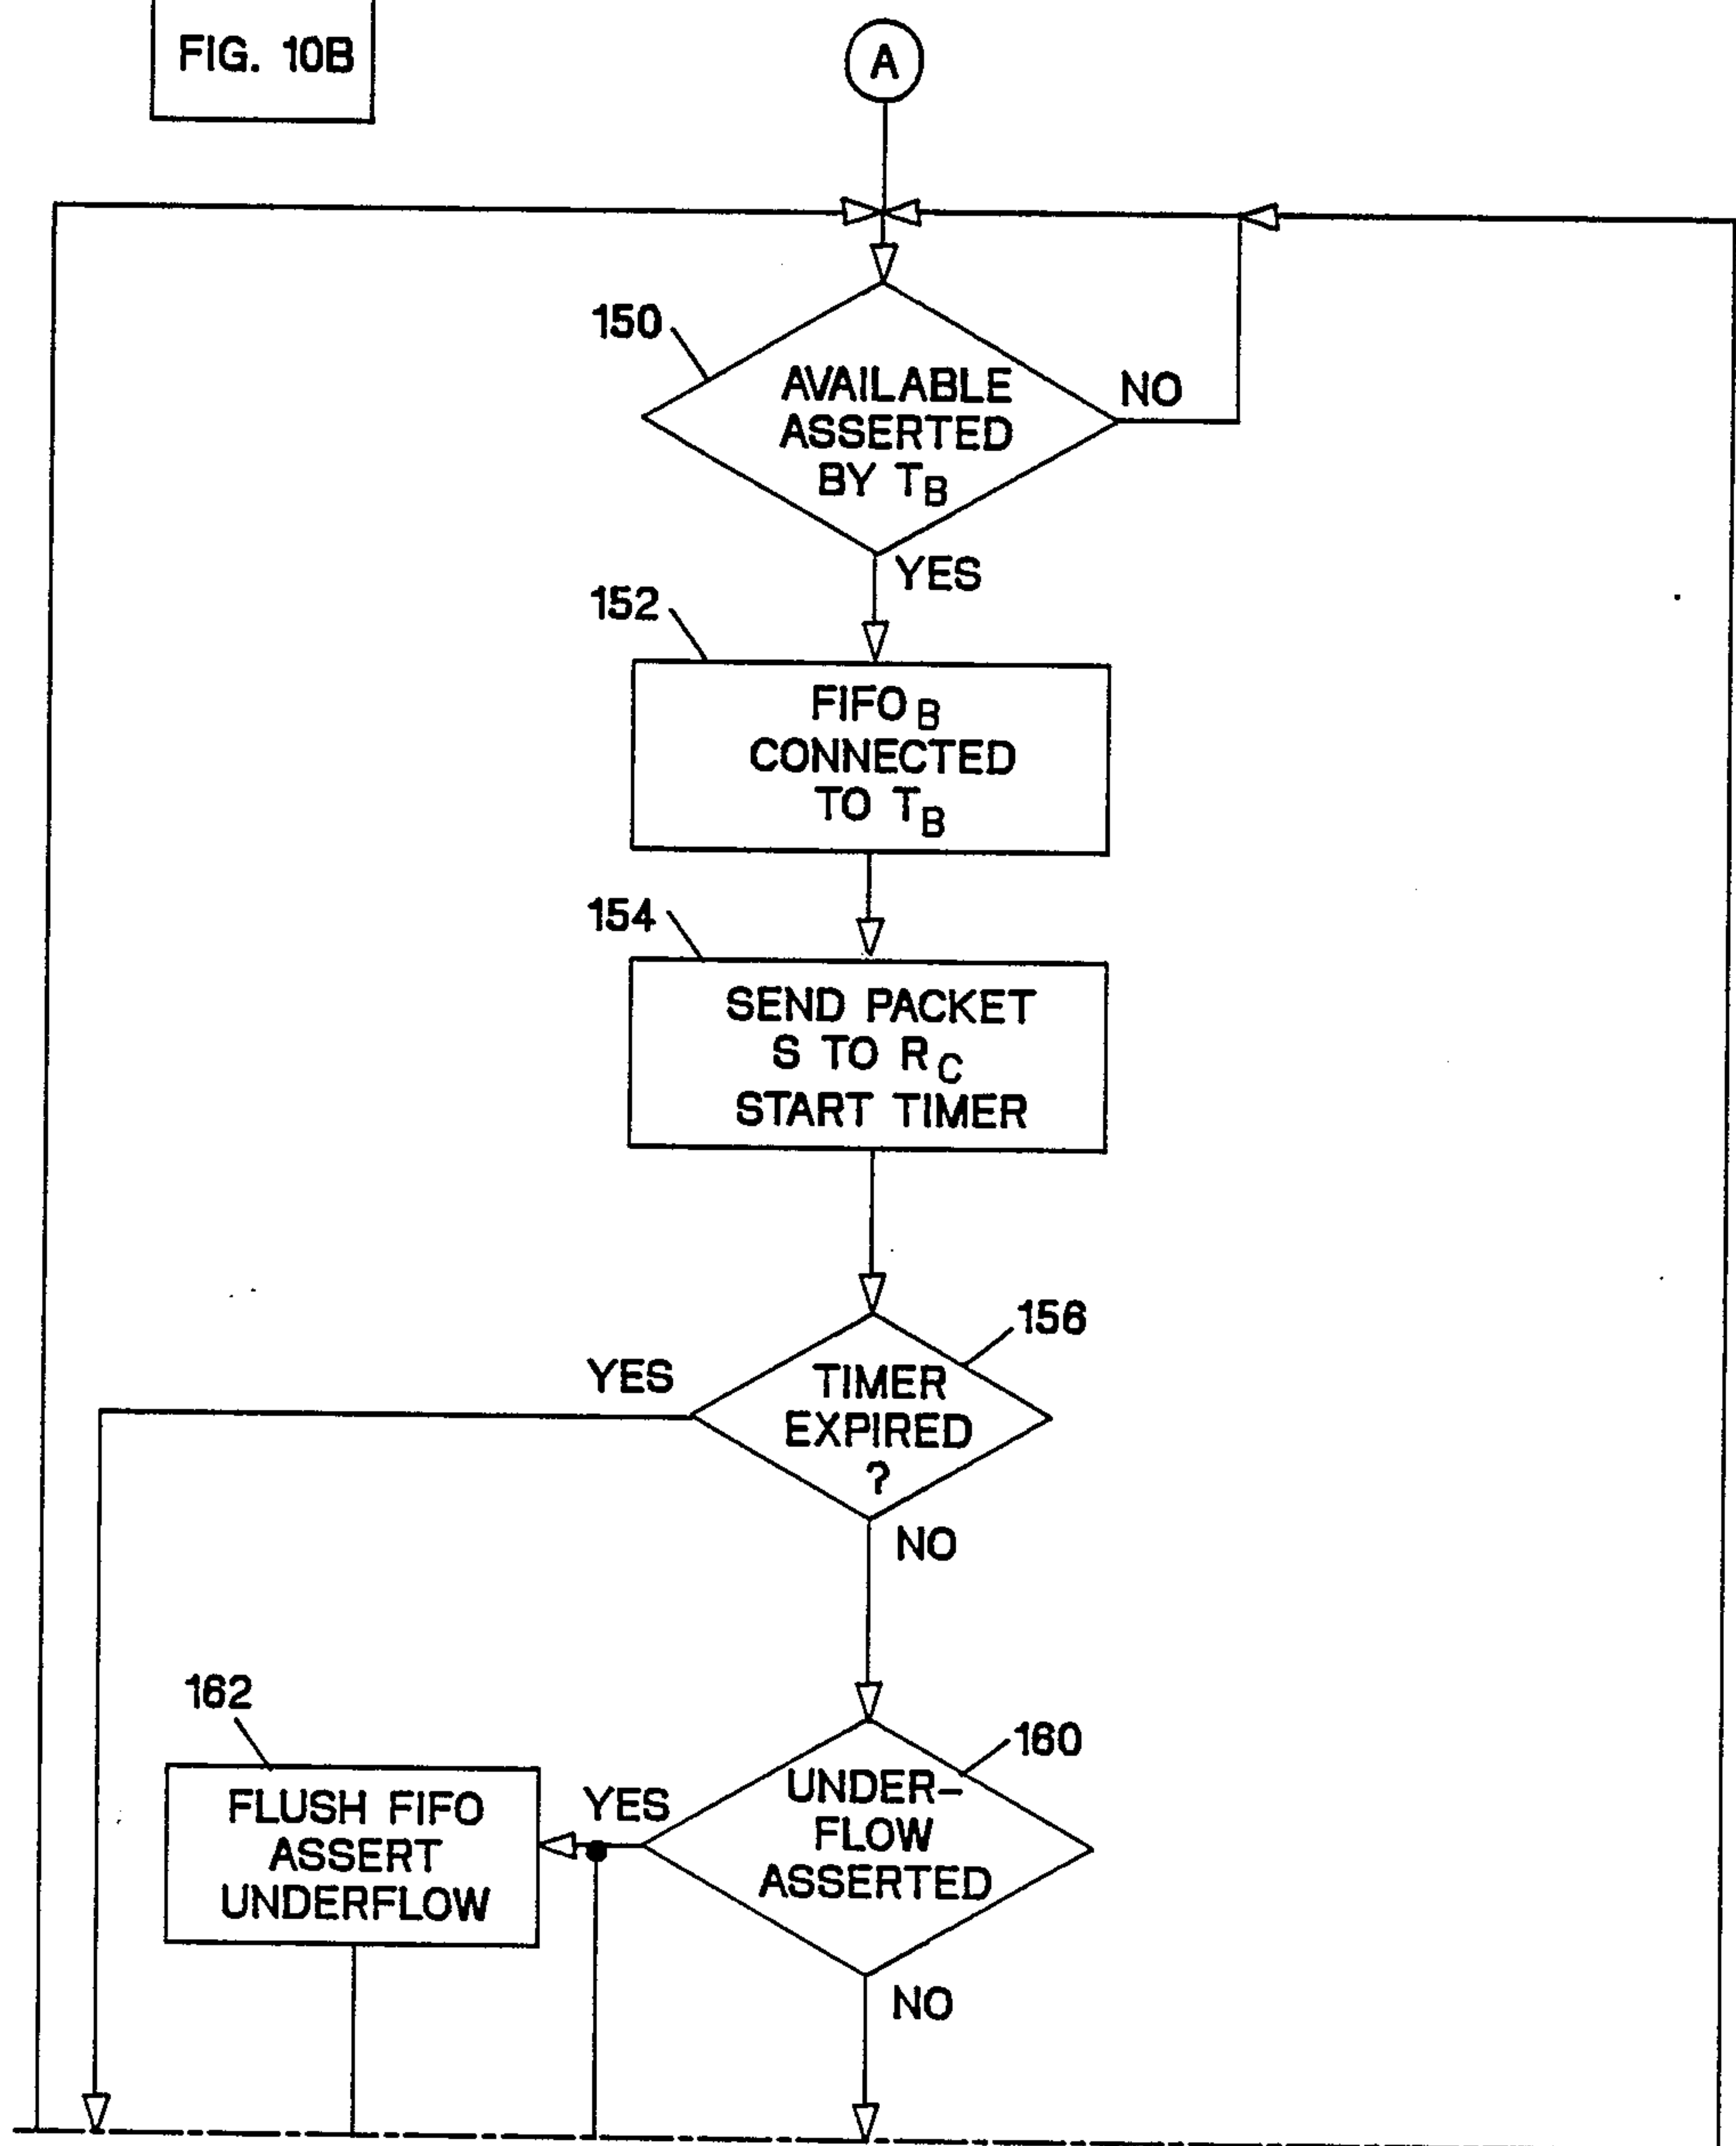 FIG. 10B
A
150
AVAILABLE
ASSERTED
BY TB
NO
YES
152
FIFO B
CONNECTED
TO TB
154
SEND PACKET
S TO RC
START TIMER
156
YES
TIMER
EXPIRED
?
NO
162
160
FLUSH FIFO
ASSERT
UNDERFLOW
YES
UNDER-
FLOW
ASSERTED
NO